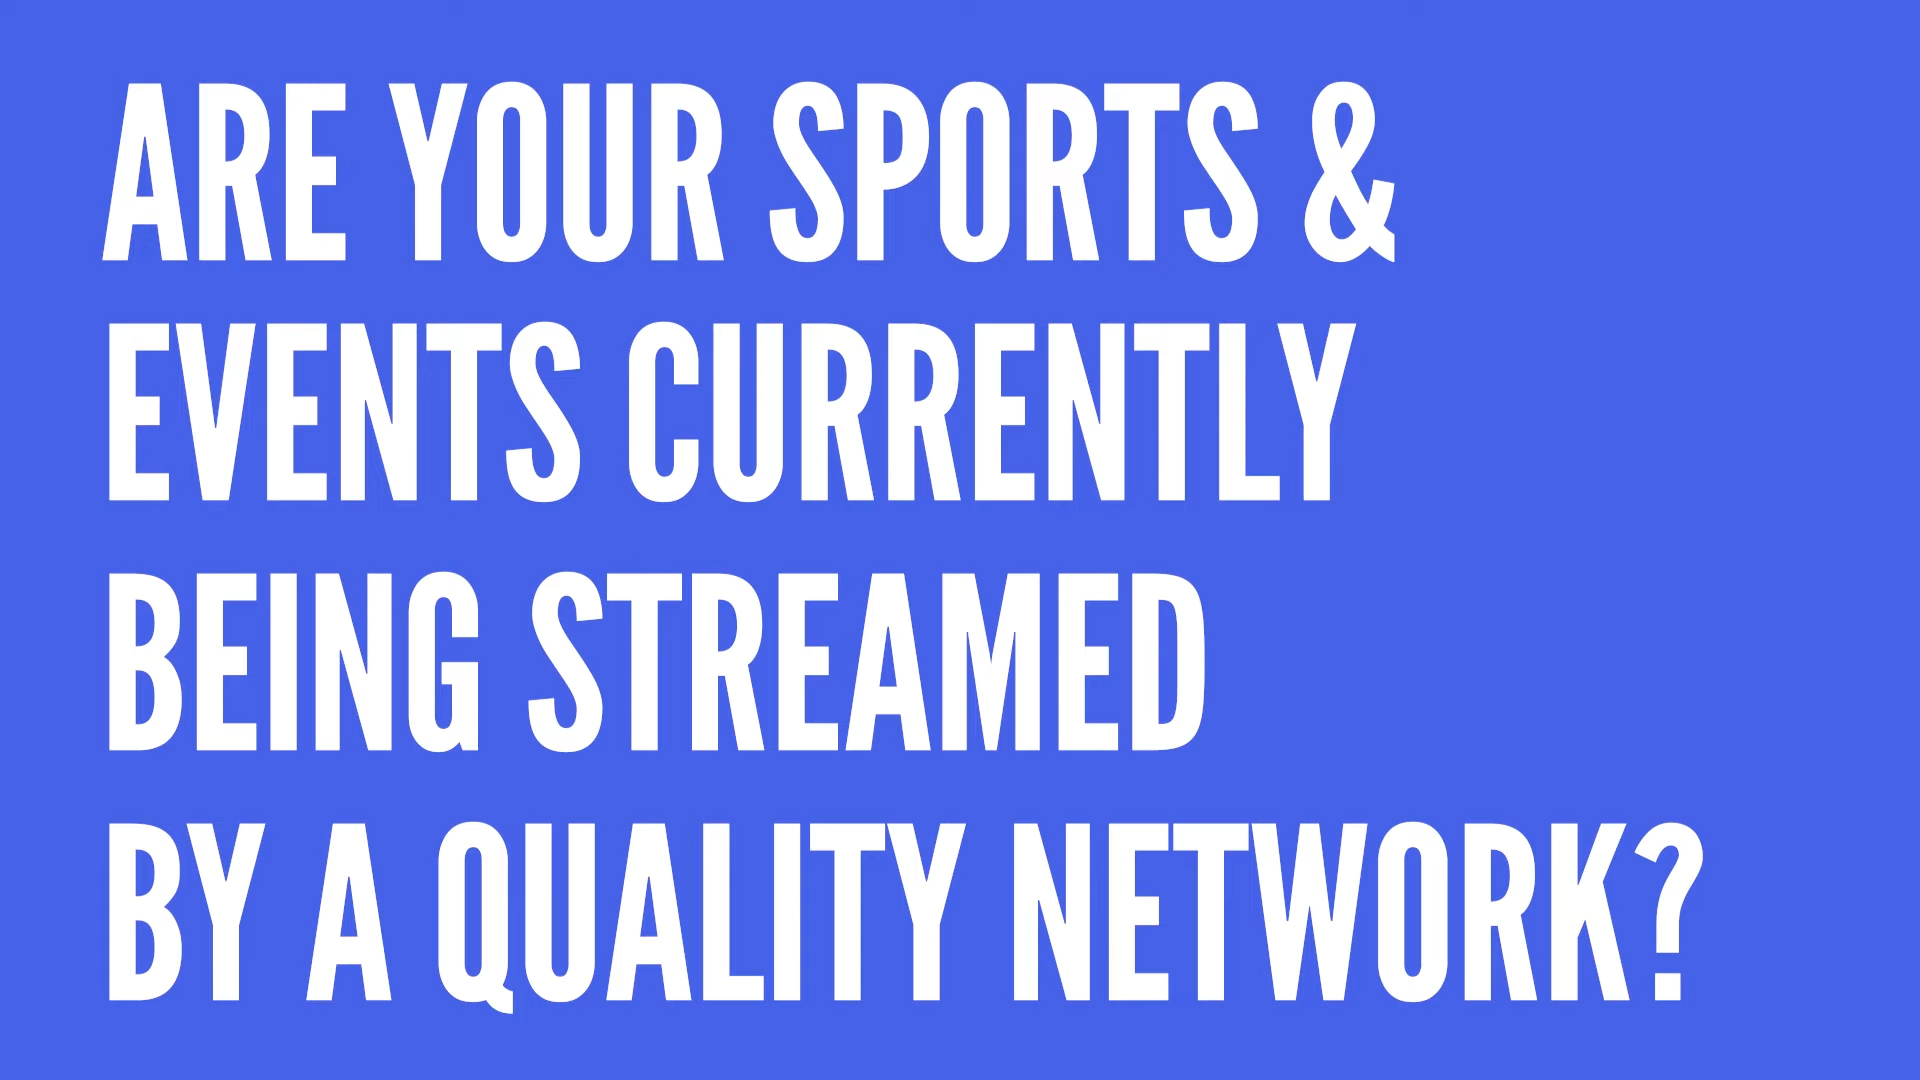 ARE YOUR SPORTS &
EVENTS CURRENTLY
BEING STREAMED
BY A QUALITY NETWORK?